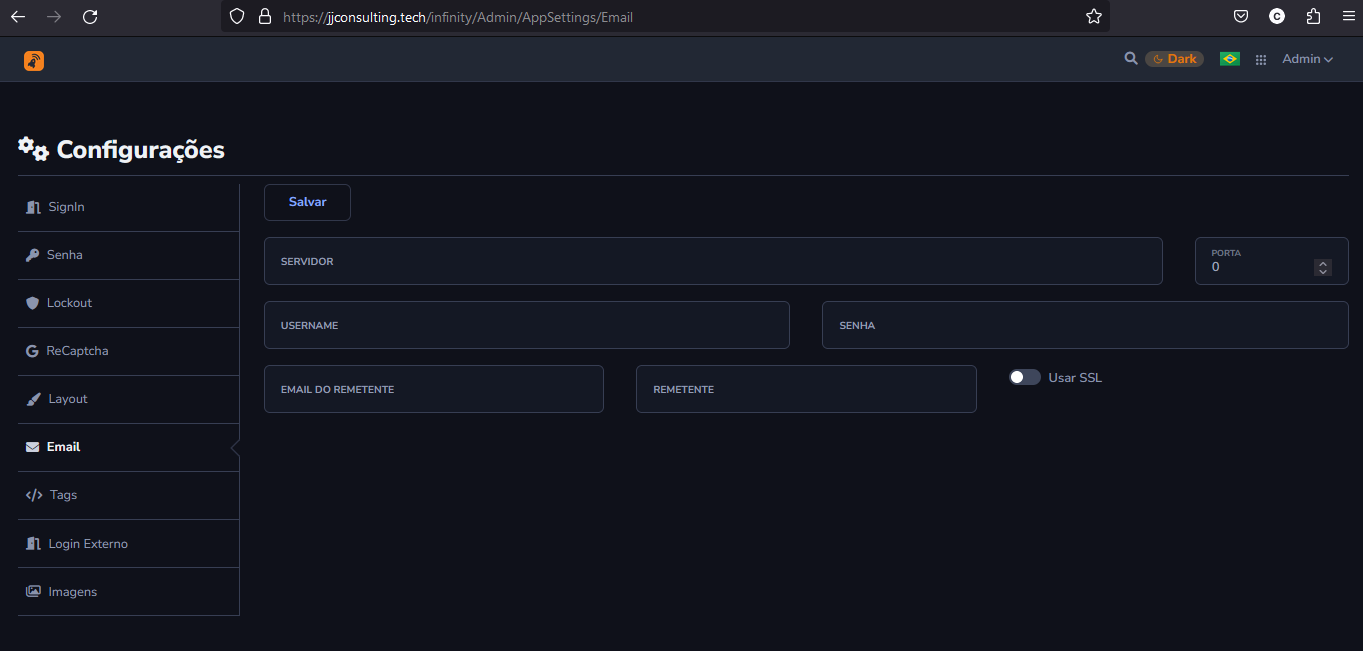 https://jjconsulting.tech/infinity/Admin/AppSettings/Email
C
Dark
Admin
Configurações
SignIn
Senha
Lockout
ReCaptcha
Layout
Email
Tags
Login Externo
Imagens
Salvar
SERVIDOR
PORTA
0
USERNAME
SENHA
EMAIL DO REMETENTE
REMETENTE
Usar SSL